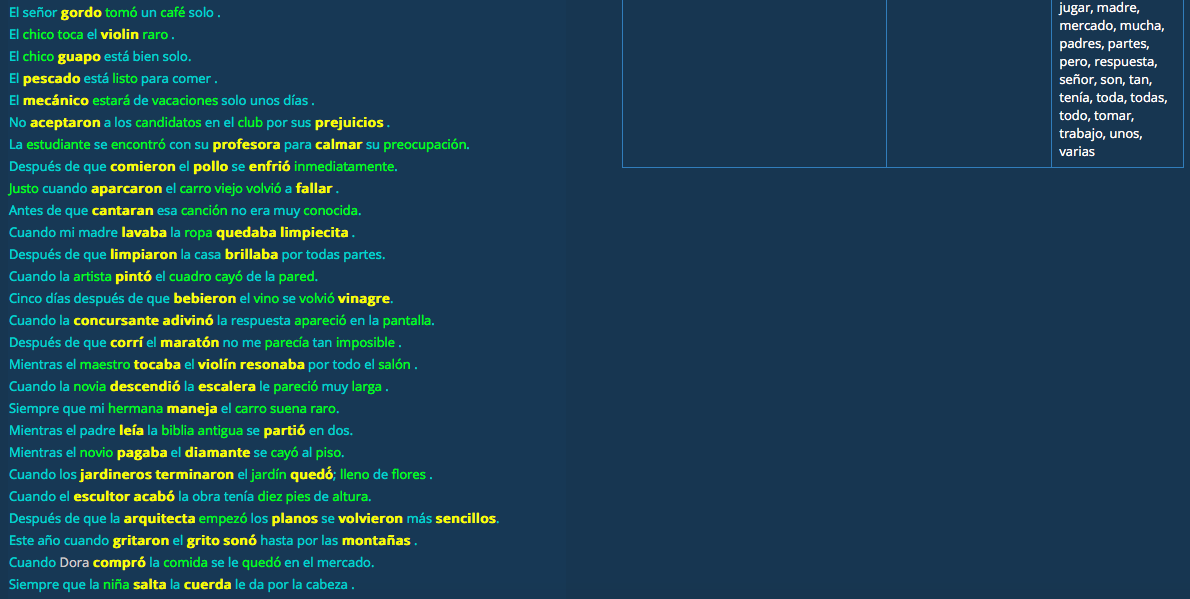 El señor gordo tomó un café solo .
El chico toca el violin raro .
El chico guapo está bien solo.
El pescado está listo para comer .
El mecánico estará de vacaciones solo unos días .
No aceptaron a los candidatos en el club por sus prejuicios .
La estudiante se encontró con su profesora para calmar su preocupación.
Después de que comieron el pollo se enfrió inmediatamente.
Justo cuando aparcaron el carro viejo volvió a fallar .
Antes de que cantaran esa canción no era muy conocida.
Cuando mi madre lavaba la ropa quedaba limpiecita .
Después de que limpiaron la casa brillaba por todas partes.
Cuando la artista pintó el cuadro cayó de la pared.
Cinco días después de que bebieron el vino se volvió vinagre.
Cuando la concursante adivinó la respuesta apareció en la pantalla.
Después de que corrí el maratón no me parecía tan imposible .
Mientras el maestro tocaba el violín resonaba por todo el salón .
Cuando la novia descendió la escalera le pareció muy larga .
Siempre que mi hermana maneja el carro suena raro.
Mientras el padre leía la biblia antigua se partió en dos.
Mientras el novio pagaba el diamante se cayó al piso.
Cuando los jardineros terminaron el jardín quedó; lleno de flores .
Cuando el escultor acabó la obra tenía diez pies de altura.
Después de que la arquitecta empezó los planos se volvieron más sencillos.
Este año cuando gritaron el grito sonó hasta por las montañas .
Cuando Dora compró la comida se le quedó en el mercado.
Siempre que la niña salta la cuerda le da por la cabeza .
jugar, madre,
mercado, mucha,
padres, partes,
pero, respuesta,
señor, son, tan,
tenía, toda, todas,
todo, tomar,
trabajo, unos,
varias